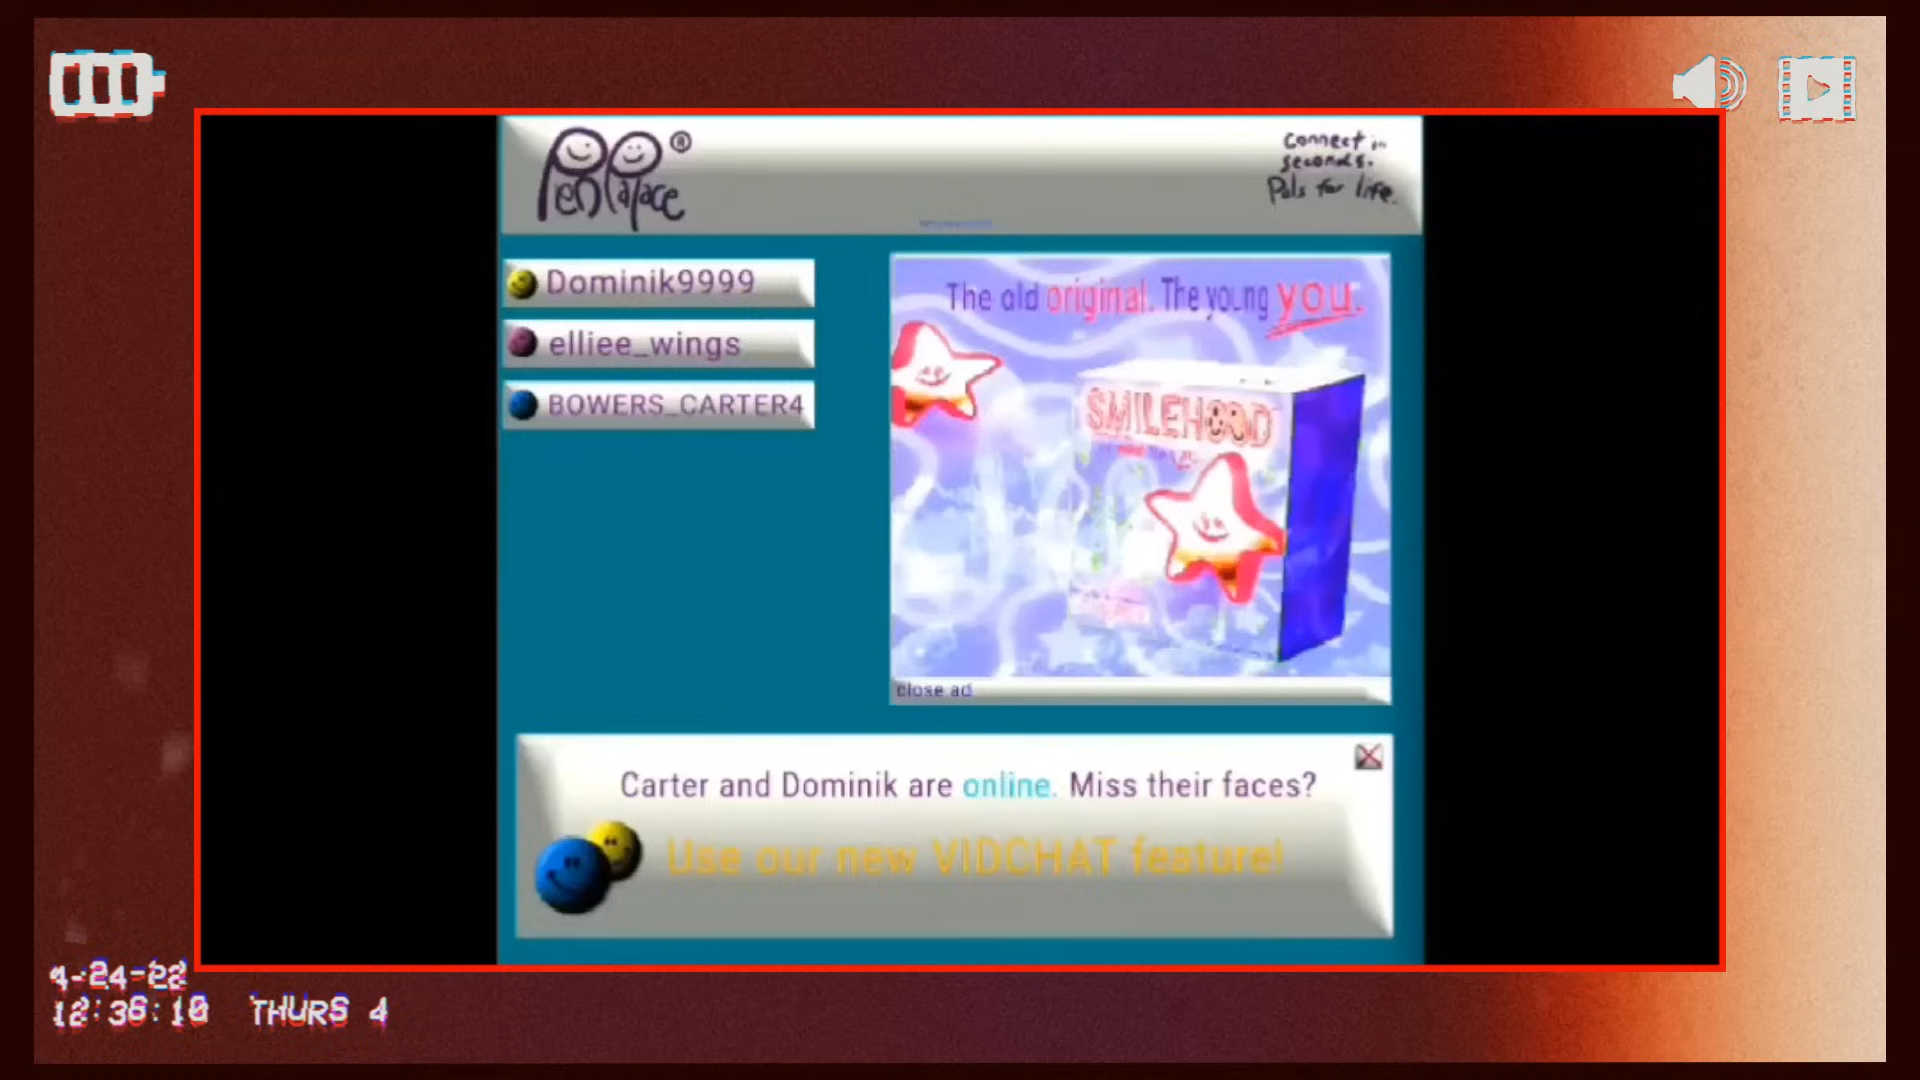 PenPalace®
Connect in
seconds.
Pals for life.
Dominik9999
elliee_wings
BOWERS_CARTER4
The old original. The young you.
SMILEHOOD
close ad
Carter and Dominik are online. Miss their faces?
Use our new VIDCHAT feature!
4-24-22
12:36:10 THURS 4